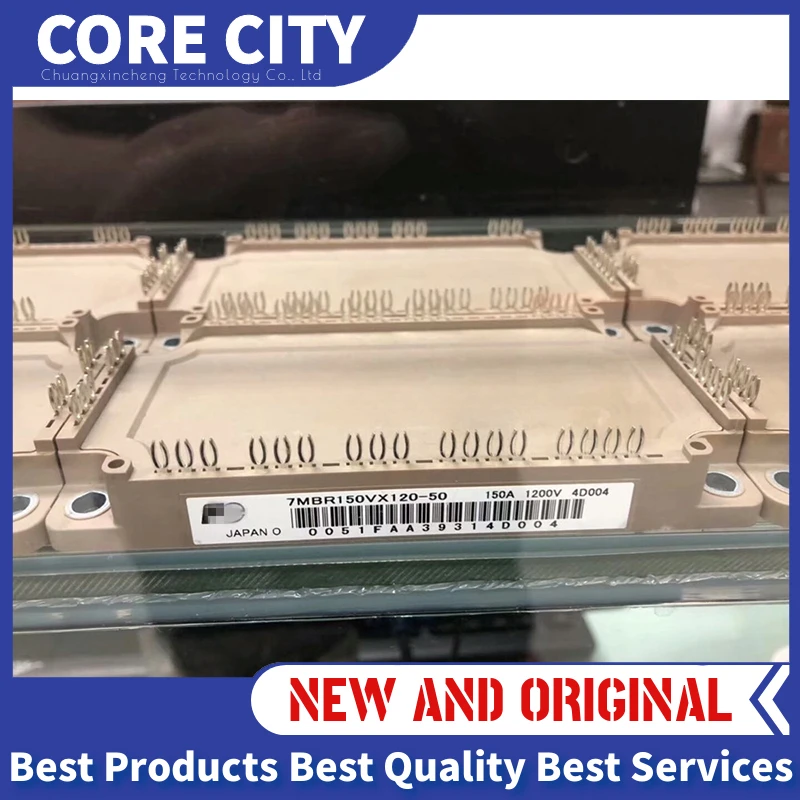 CORE CITY
Chuangxincheng Technology Co., Ltd
7MBR150VX120-50 150A 1200V 4D004
JAPAN O 0051FAA39314D004
NEW AND ORIGINAL
Best Products Best Quality Best Services